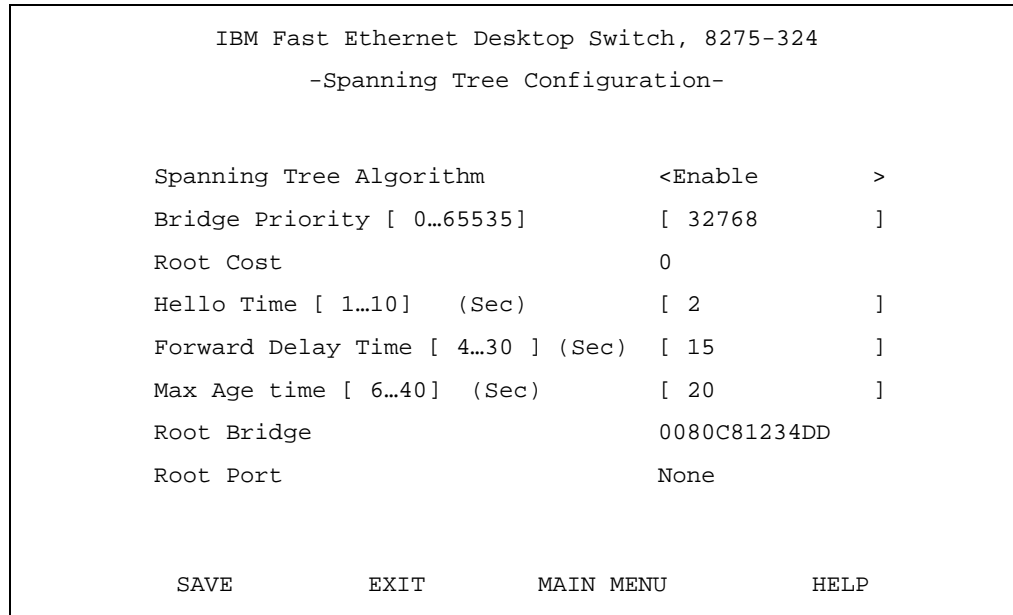 IBM Fast Ethernet Desktop Switch, 8275-324
-Spanning Tree Configuration-
Spanning Tree Algorithm <Enable >
Bridge Priority [ 0…65535] [ 32768 ]
Root Cost 0
Hello Time [ 1…10] (Sec) [ 2 ]
Forward Delay Time [ 4…30 ] (Sec) [ 15 ]
Max Age time [ 6…40] (Sec) [ 20 ]
Root Bridge 0080C81234DD
Root Port None
SAVE EXIT MAIN MENU HELP